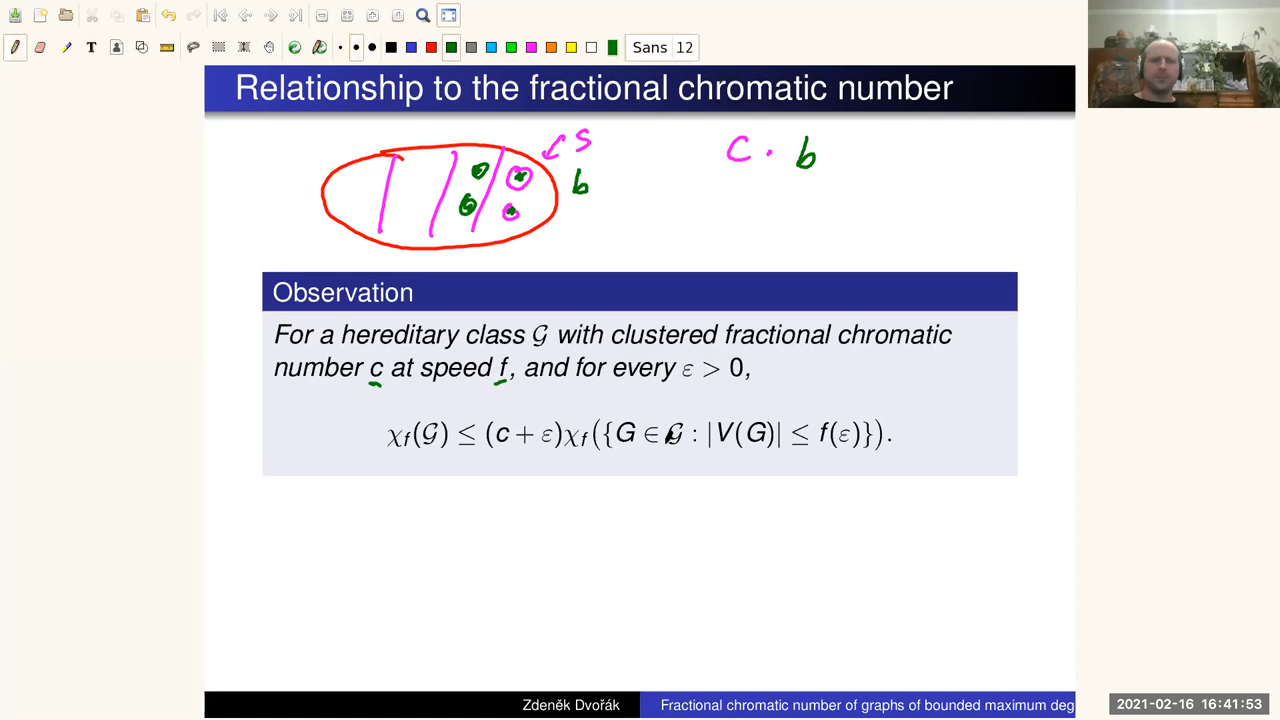 T
Sans 12
Relationship to the fractional chromatic number
s
b
c · b
Observation
For a hereditary class 𝒢 with clustered fractional chromatic
number c at speed f, and for every ε > 0,
χf(𝒢) ≤ (c + ε)χf({G ∈ 𝒢 : |V(G)| ≤ f(ε)}).
Zdeněk Dvořák
Fractional chromatic number of graphs of bounded maximum deg
2021-02-16 16:41:53